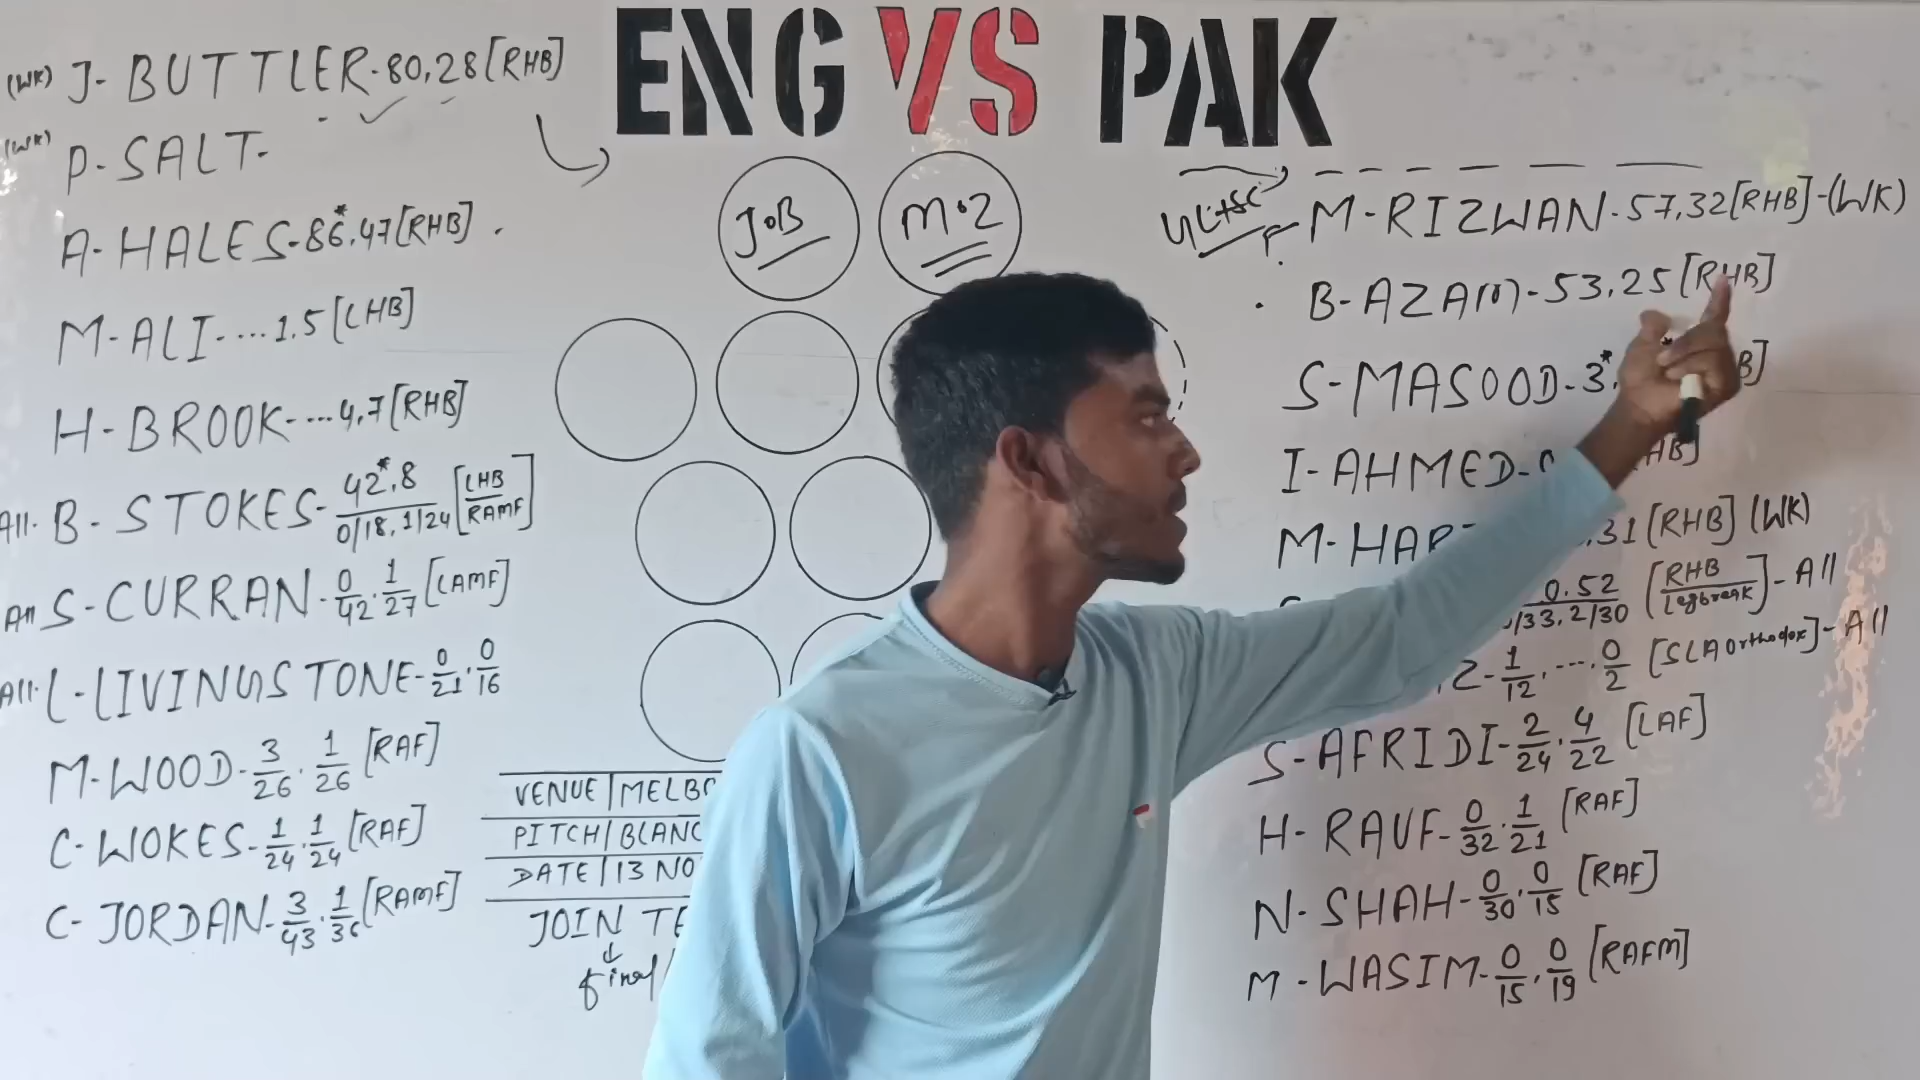 ENG VS PAK
(WK) J- BUTTLER-80,28[RHB]
(WK) P-SALT-
A-HALES-86*,47[RHB]
M-ALI-...1,5[LHB]
H-BROOK-...4,7[RHB]
All- B-STOKES-42*,8 0/18,1/24 [LHB RAMF]
All S-CURRAN-0/42,1/27[LAMF]
All- L-LIVINGSTONE-0/21,0/16
M-WOOD-3/26,1/26[RAF]
C-WOKES-1/24,1/24[RAF]
C-JORDAN-3/43,1/36[RAMF]
J.B
M.Z
VENUE|MELBO
PITCH/BLANC
DATE/13 NO
JOIN TE
final
M-RIZWAN-57,32[RHB]-(WK)
B-AZAM-53,25[RHB]
S-MASOOD-3*, B]
I-AHMED- HB]
M-HAR 31[RHB](WK)
0,52 /33,2/30 [RHB Legbreak]-All
Z-1/12,...,0/2 [SLAorthodox]-All
S-AFRIDI-2/24,4/22[LAF]
H-RAUF-0/32,1/21[RAF]
N-SHAH-0/30,0/15[RAF]
M-WASIM-0/15,0/19[RAFM]